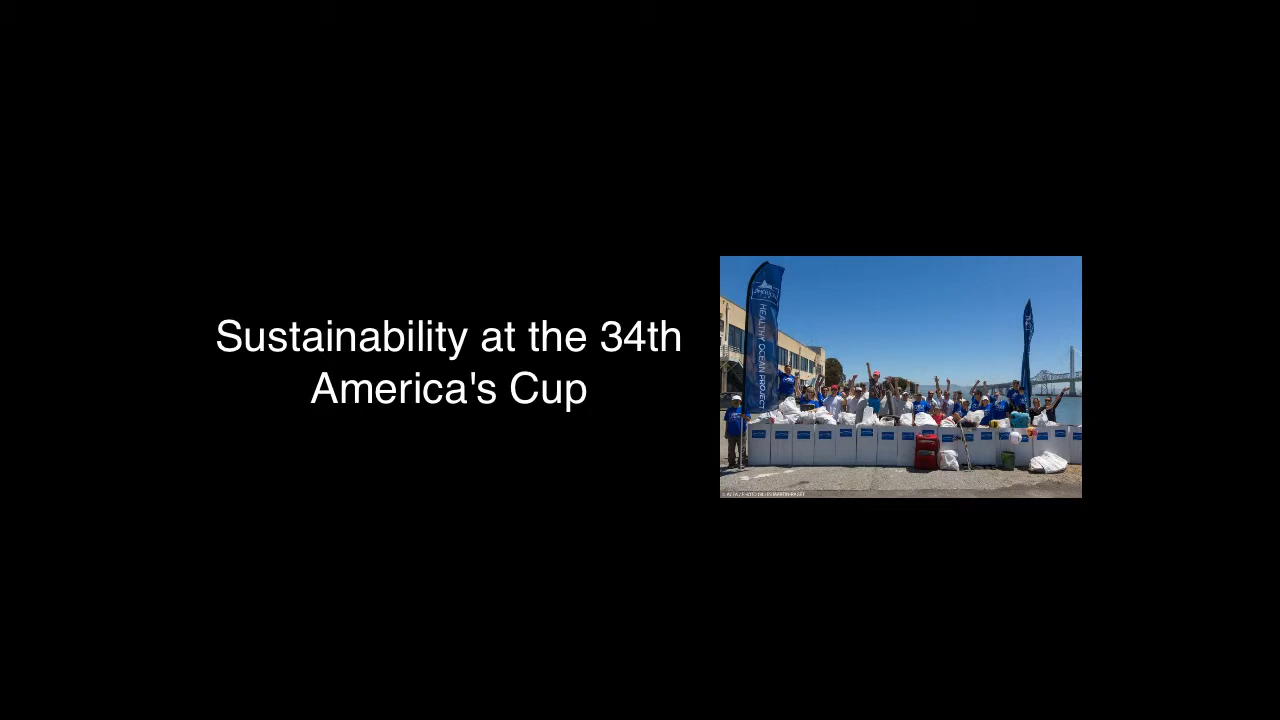 Sustainability at the 34th
America's Cup
HEALTHY OCEAN PROJECT